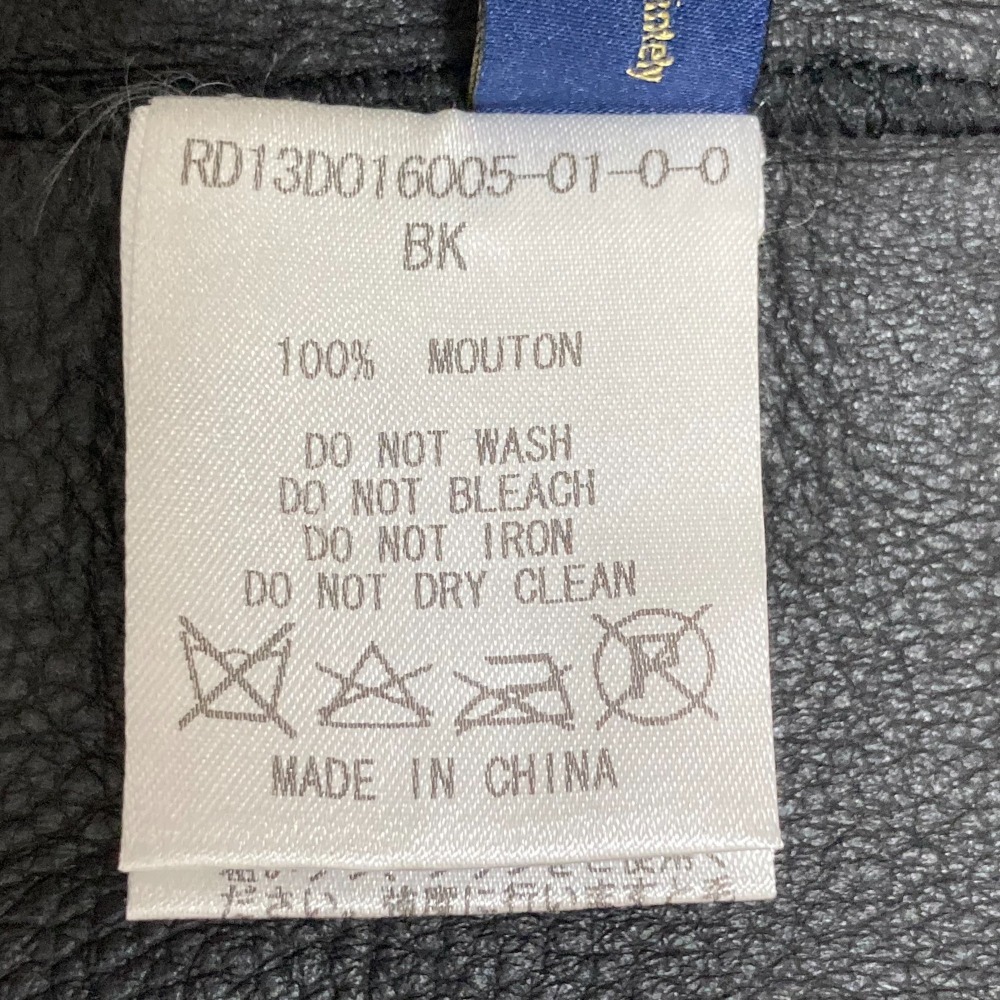 RD13D016005-01-0-0
BK
100% MOUTON
DO NOT WASH
DO NOT BLEACH
DO NOT IRON
DO NOT DRY CLEAN
P
MADE IN CHINA